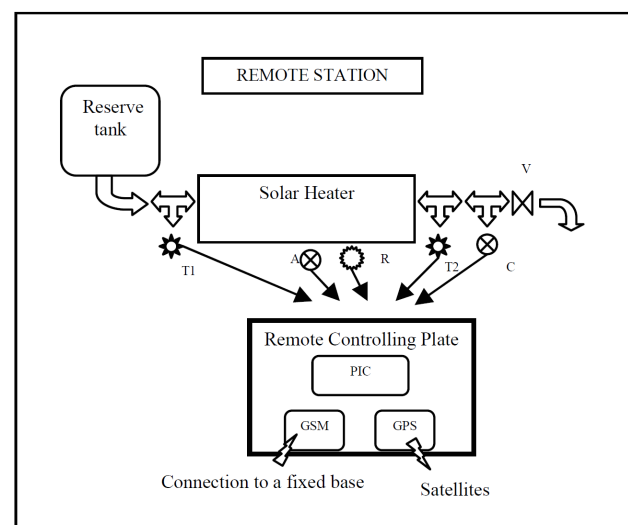 REMOTE STATION
Reserve
tank
V
Solar Heater
T1
A
R
T2
C
Remote Controlling Plate
PIC
GSM
GPS
Connection to a fixed base
Satellites